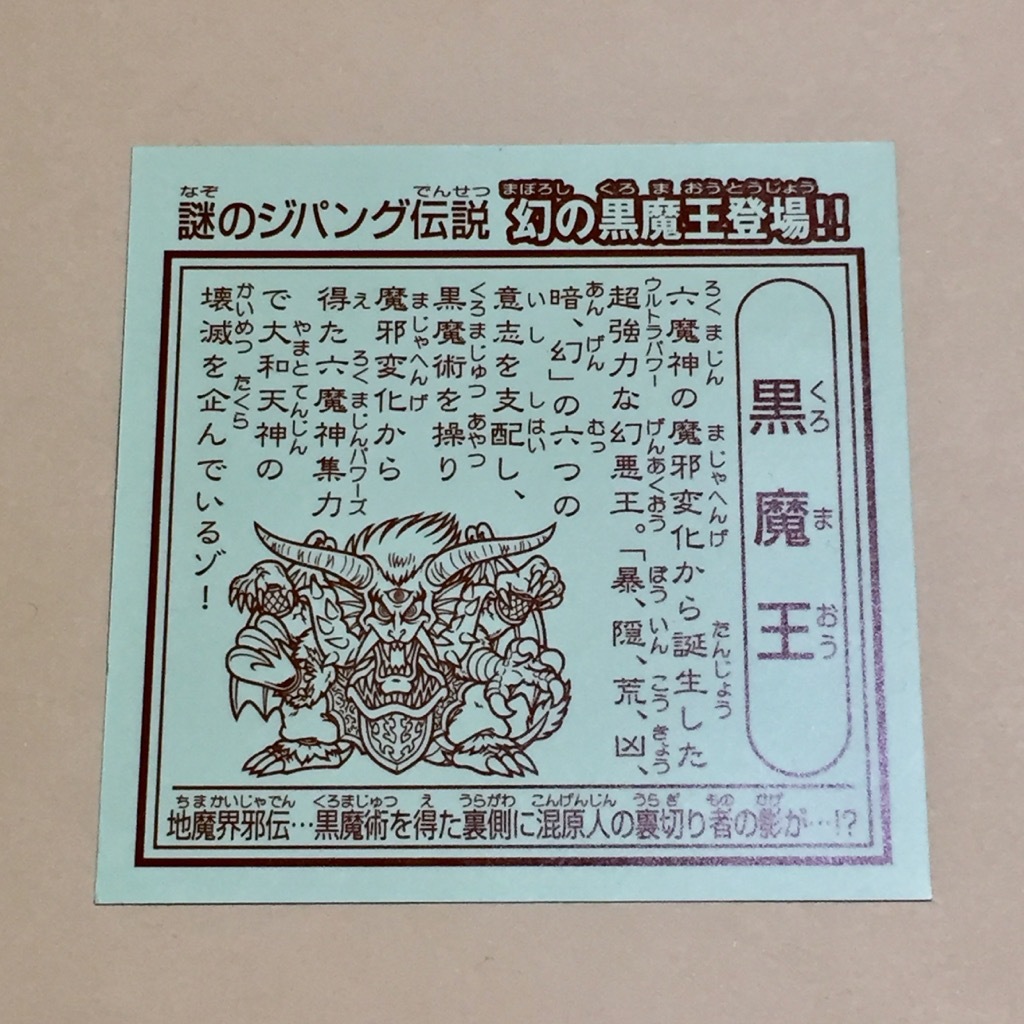 謎のジパング伝説 幻の黒魔王登場!!
黒魔王
六魔神の魔邪変化から誕生した
超強力な幻悪王。「暴、隠、荒、凶、
暗、幻」の六つの
意志を支配し、
黒魔術を操り
魔邪変化から
得た六魔神集力
で大和天神の
壊滅を企んでいるゾ！
地魔界邪伝…黒魔術を得た裏側に混原人の裏切り者の影が…!?